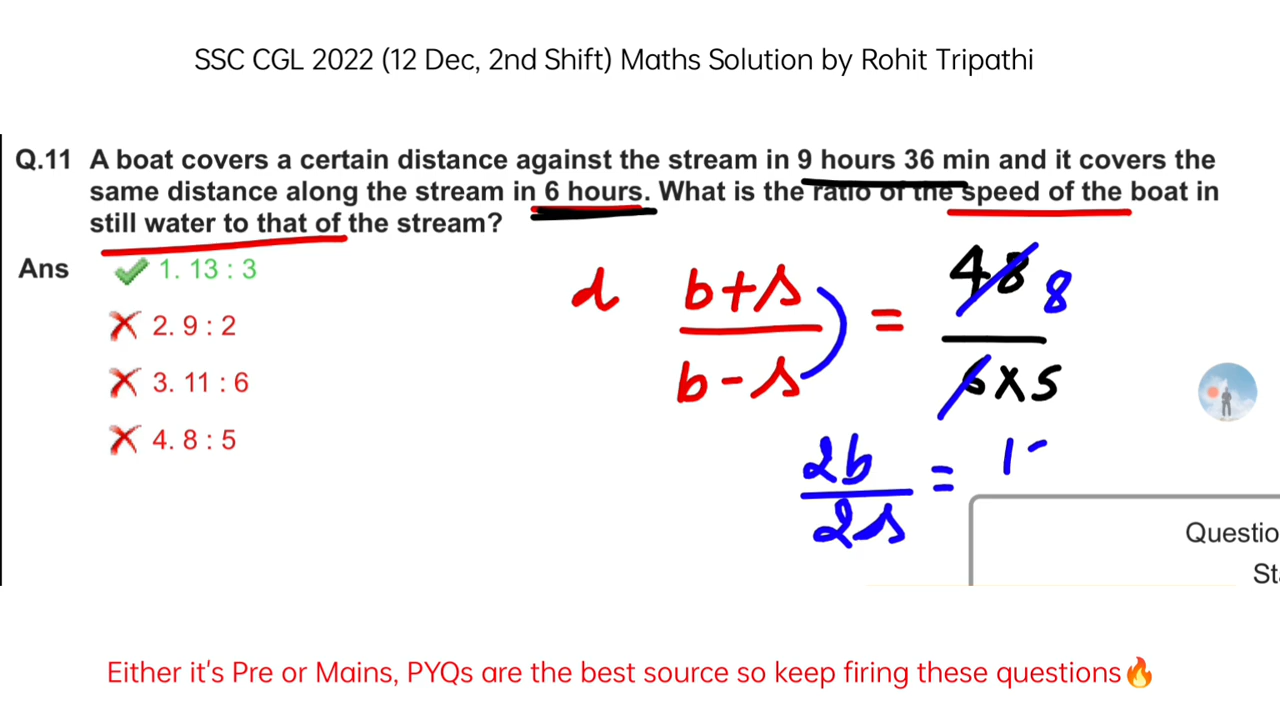 SSC CGL 2022 (12 Dec, 2nd Shift) Maths Solution by Rohit Tripathi
Q.11 A boat covers a certain distance against the stream in 9 hours 36 min and it covers the
same distance along the stream in 6 hours. What is the ratio of the speed of the boat in
still water to that of the stream?
Ans 1. 13 : 3
2. 9 : 2
3. 11 : 6
4. 8 : 5
d b+s = 48 8
b-s 6×5
2b =
2s
Questio
St
Either it's Pre or Mains, PYQs are the best source so keep firing these questions🔥